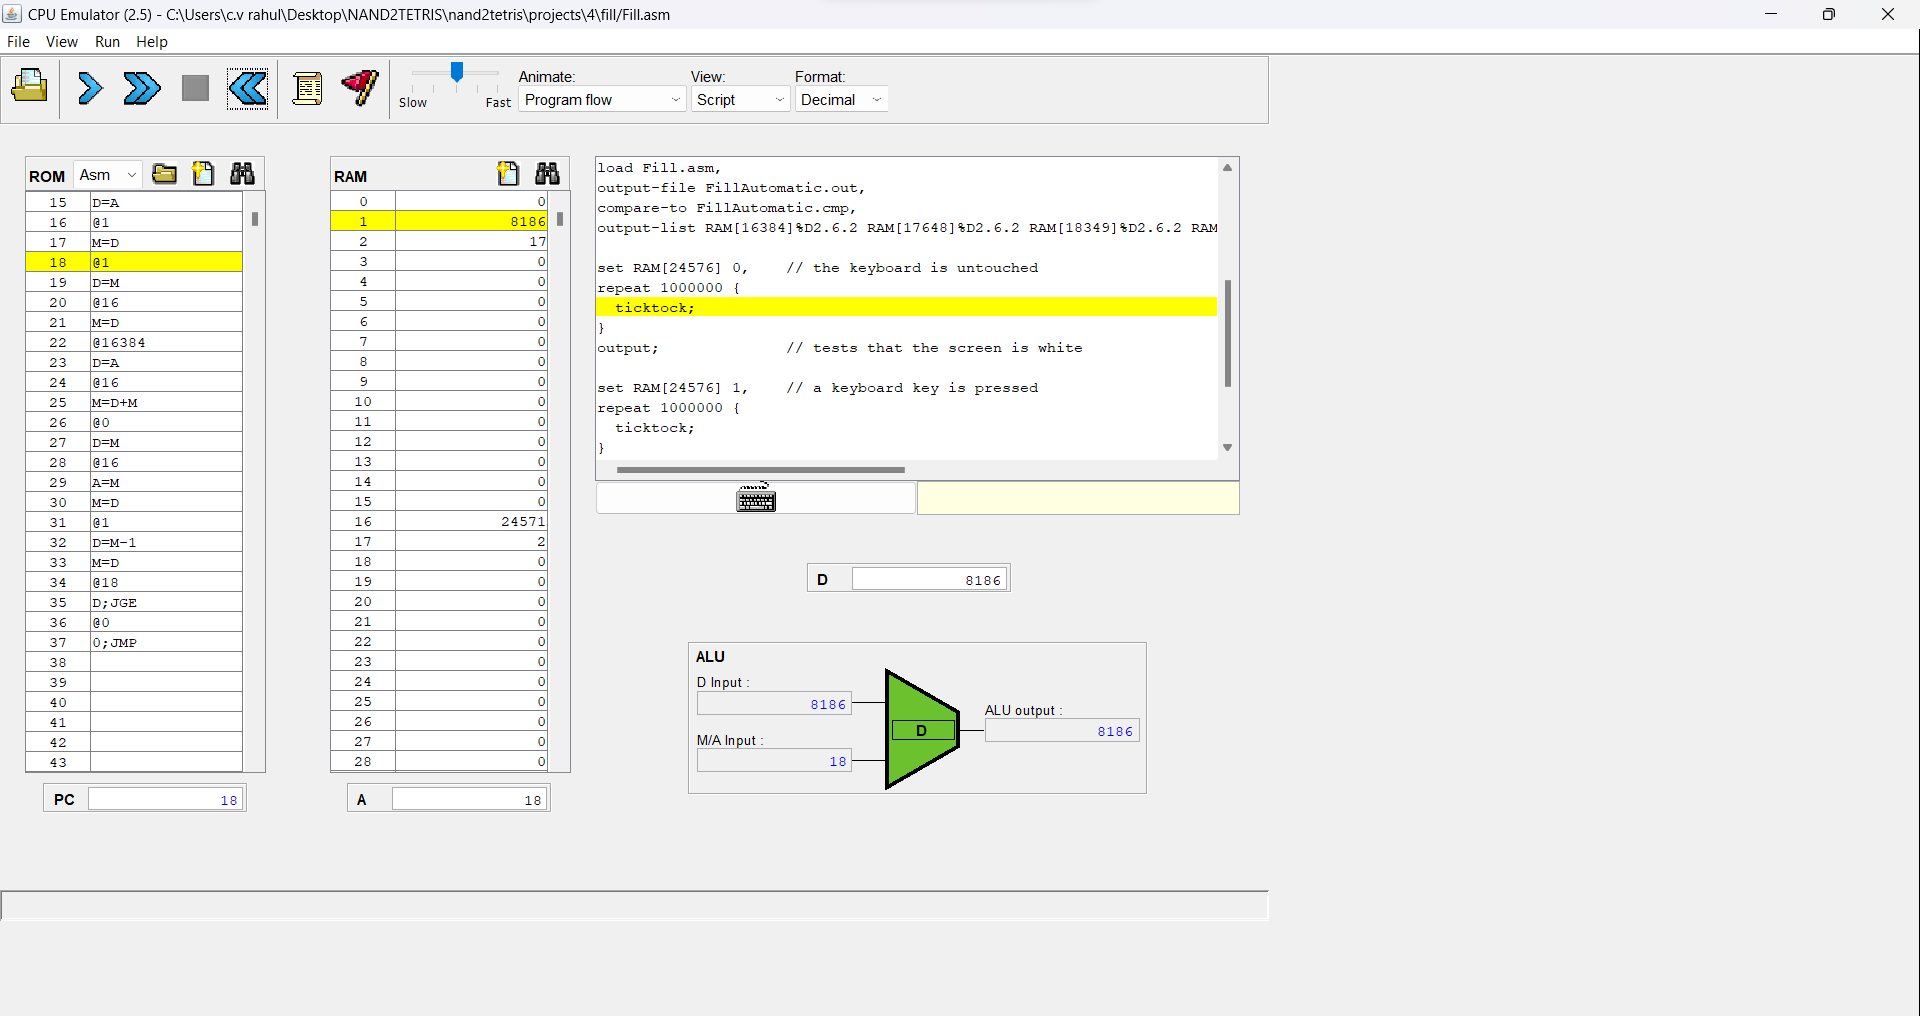 CPU Emulator (2.5) - C:\Users\c.v rahul\Desktop\NAND2TETRIS\nand2tetris\projects\4\fill/Fill.asm
File View Run Help
Slow Fast
Animate:
Program flow
View:
Script
Format:
Decimal
ROM Asm
15 D=A
16 @1
17 M=D
18 @1
19 D=M
20 @16
21 M=D
22 @16384
23 D=A
24 @16
25 M=D+M
26 @0
27 D=M
28 @16
29 A=M
30 M=D
31 @1
32 D=M-1
33 M=D
34 @18
35 D;JGE
36 @0
37 0;JMP
38
39
40
41
42
43
PC 18
RAM
0 0
1 8186
2 17
3 0
4 0
5 0
6 0
7 0
8 0
9 0
10 0
11 0
12 0
13 0
14 0
15 0
16 24571
17 2
18 0
19 0
20 0
21 0
22 0
23 0
24 0
25 0
26 0
27 0
28 0
A 18
load Fill.asm,
output-file FillAutomatic.out,
compare-to FillAutomatic.cmp,
output-list RAM[16384]%D2.6.2 RAM[17648]%D2.6.2 RAM[18349]%D2.6.2 RAM
set RAM[24576] 0,    // the keyboard is untouched
repeat 1000000 {
  ticktock;
}
output;              // tests that the screen is white
set RAM[24576] 1,    // a keyboard key is pressed
repeat 1000000 {
  ticktock;
}
D 8186
ALU
D Input :
8186
M/A Input :
18
D
ALU output :
8186